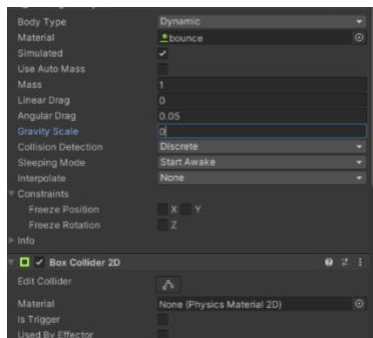 Body Type Dynamic
Material bounce
Simulated
Use Auto Mass
Mass 1
Linear Drag 0
Angular Drag 0.05
Gravity Scale 0
Collision Detection Discrete
Sleeping Mode Start Awake
Interpolate None
Constraints
Freeze Position X Y
Freeze Rotation Z
Info
Box Collider 2D
Edit Collider
Material None (Physics Material 2D)
Is Trigger
Used By Effector